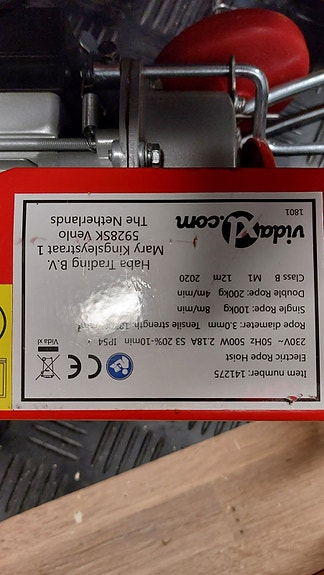 Item number: 141275
Electric Rope Hoist
230V~ 50Hz 500W 2.18A S3 20%-10min IP54
Rope diameter:3.0mm Tensile strength
Single Rope: 100kg 8m/min
Double Rope: 200kg 4m/min
Class B M1 12m 2020
Vida xl
Haba Trading B.V.
Mary Kingsleystraat 1
5928SK Venlo
The Netherlands
vidaXL.com
1801